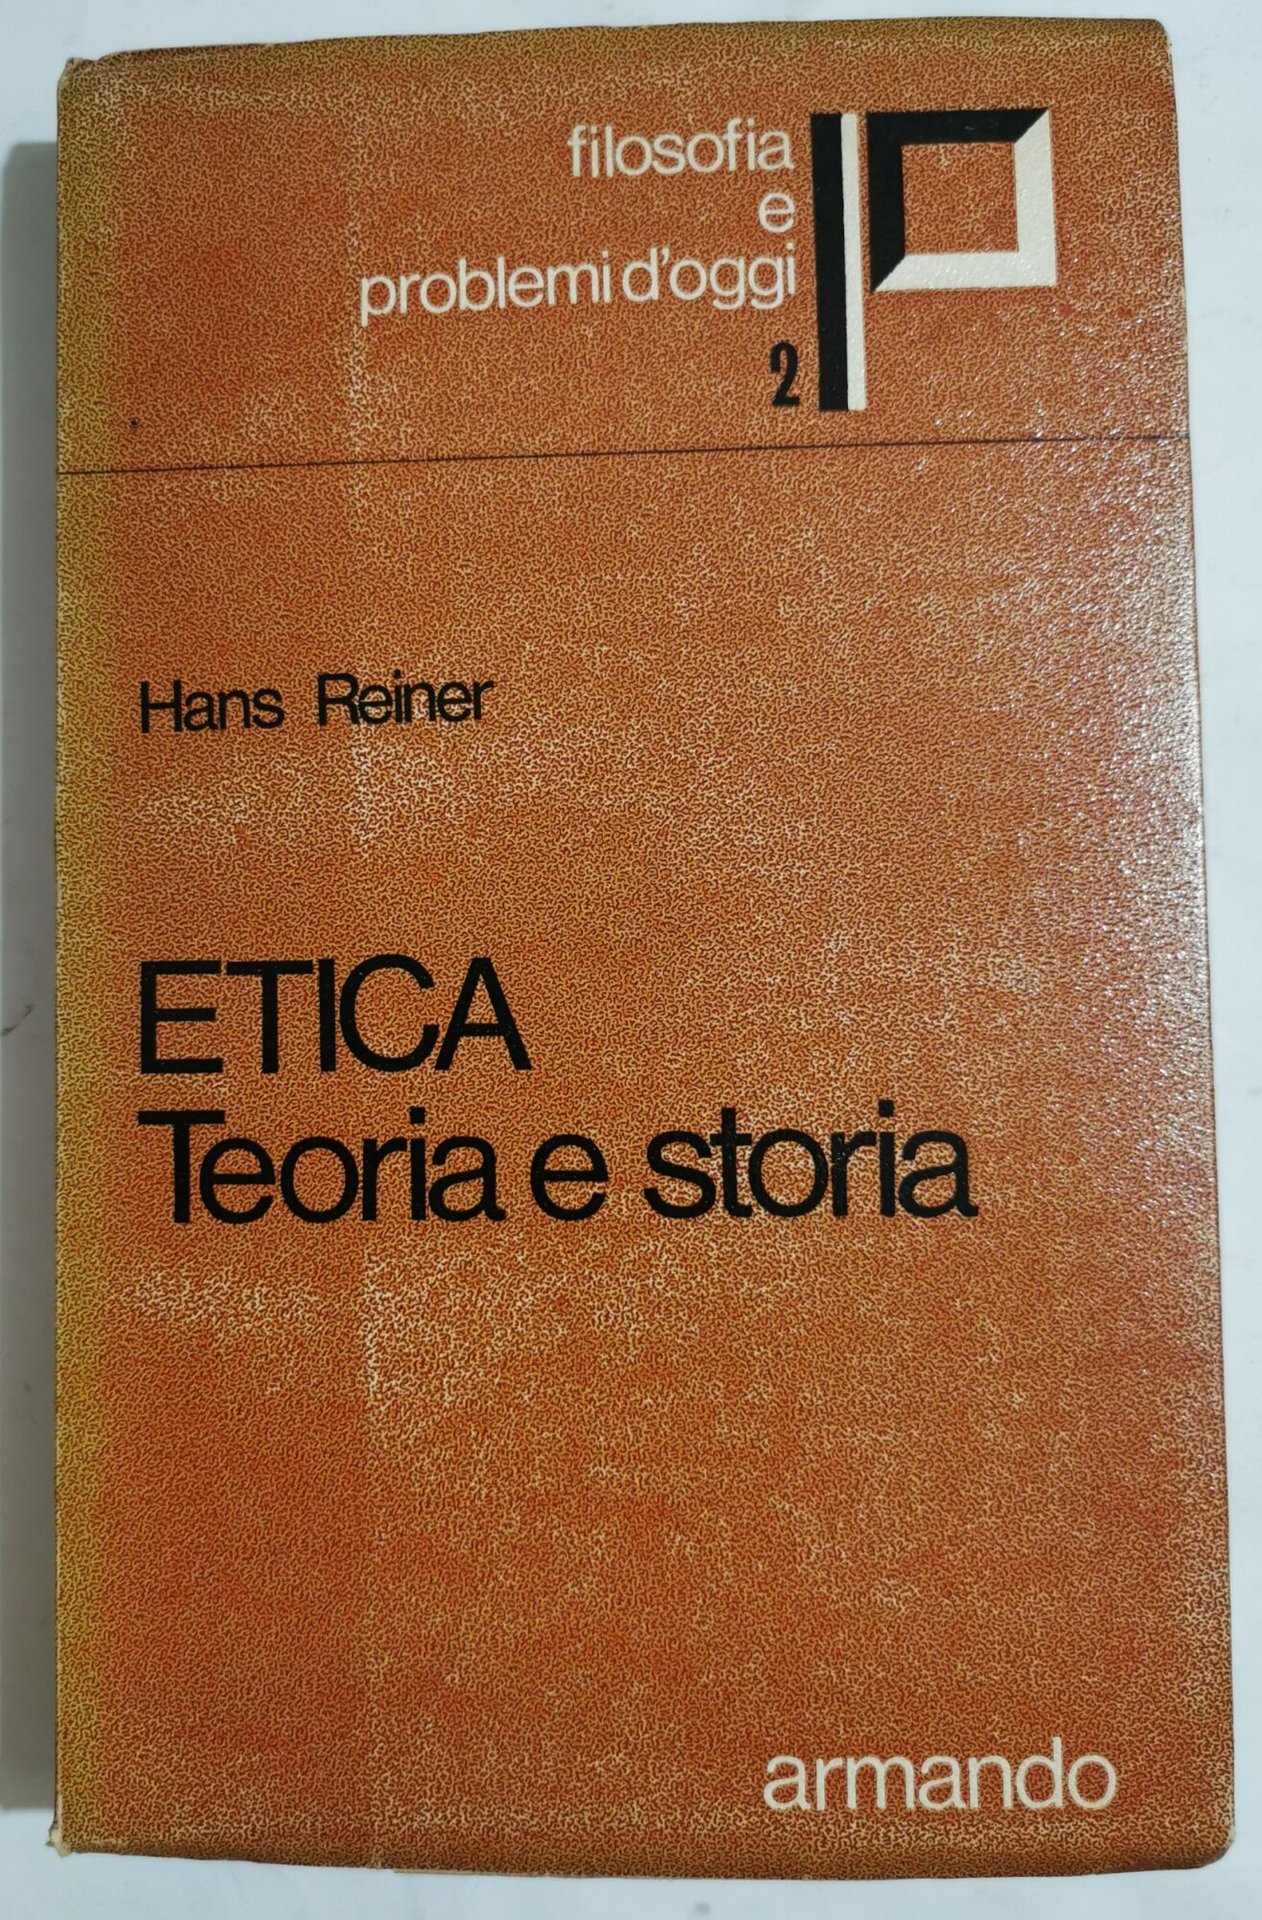 filosofia
e
problemi d'oggi
2
Hans Reiner
ETICA
Teoria e storia
armando